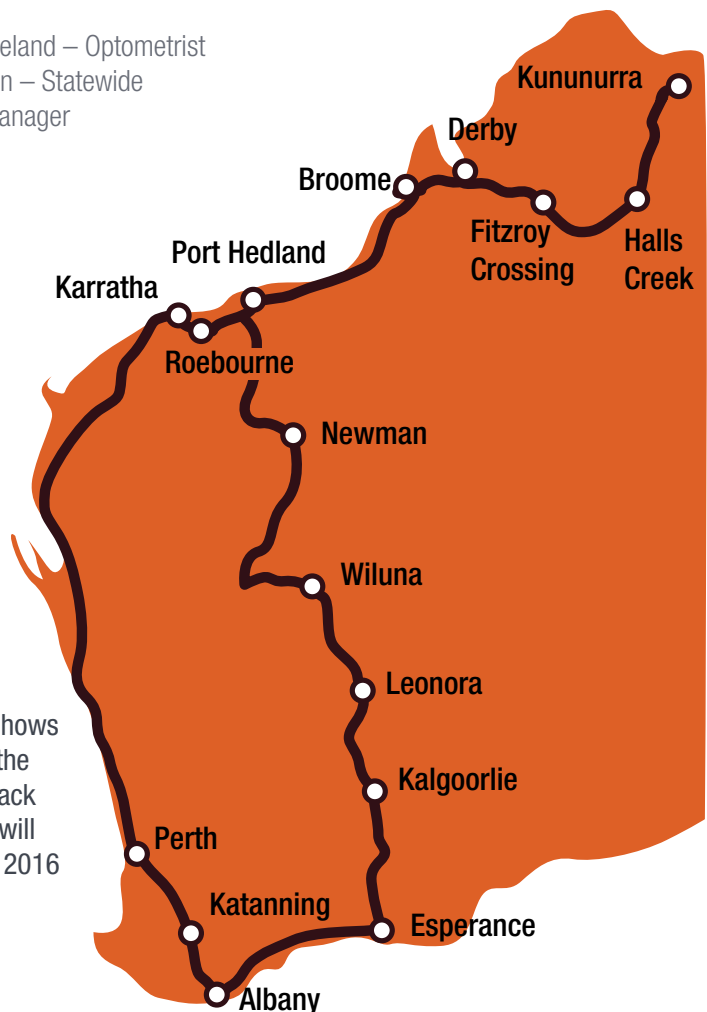 eland – Optometrist
n – Statewide
anager
Kununurra
Derby
Broome
Fitzroy
Crossing
Halls
Creek
Port Hedland
Karratha
Roebourne
Newman
Wiluna
Leonora
hows
the
ack
will
2016
Kalgoorlie
Perth
Katanning
Esperance
Albany